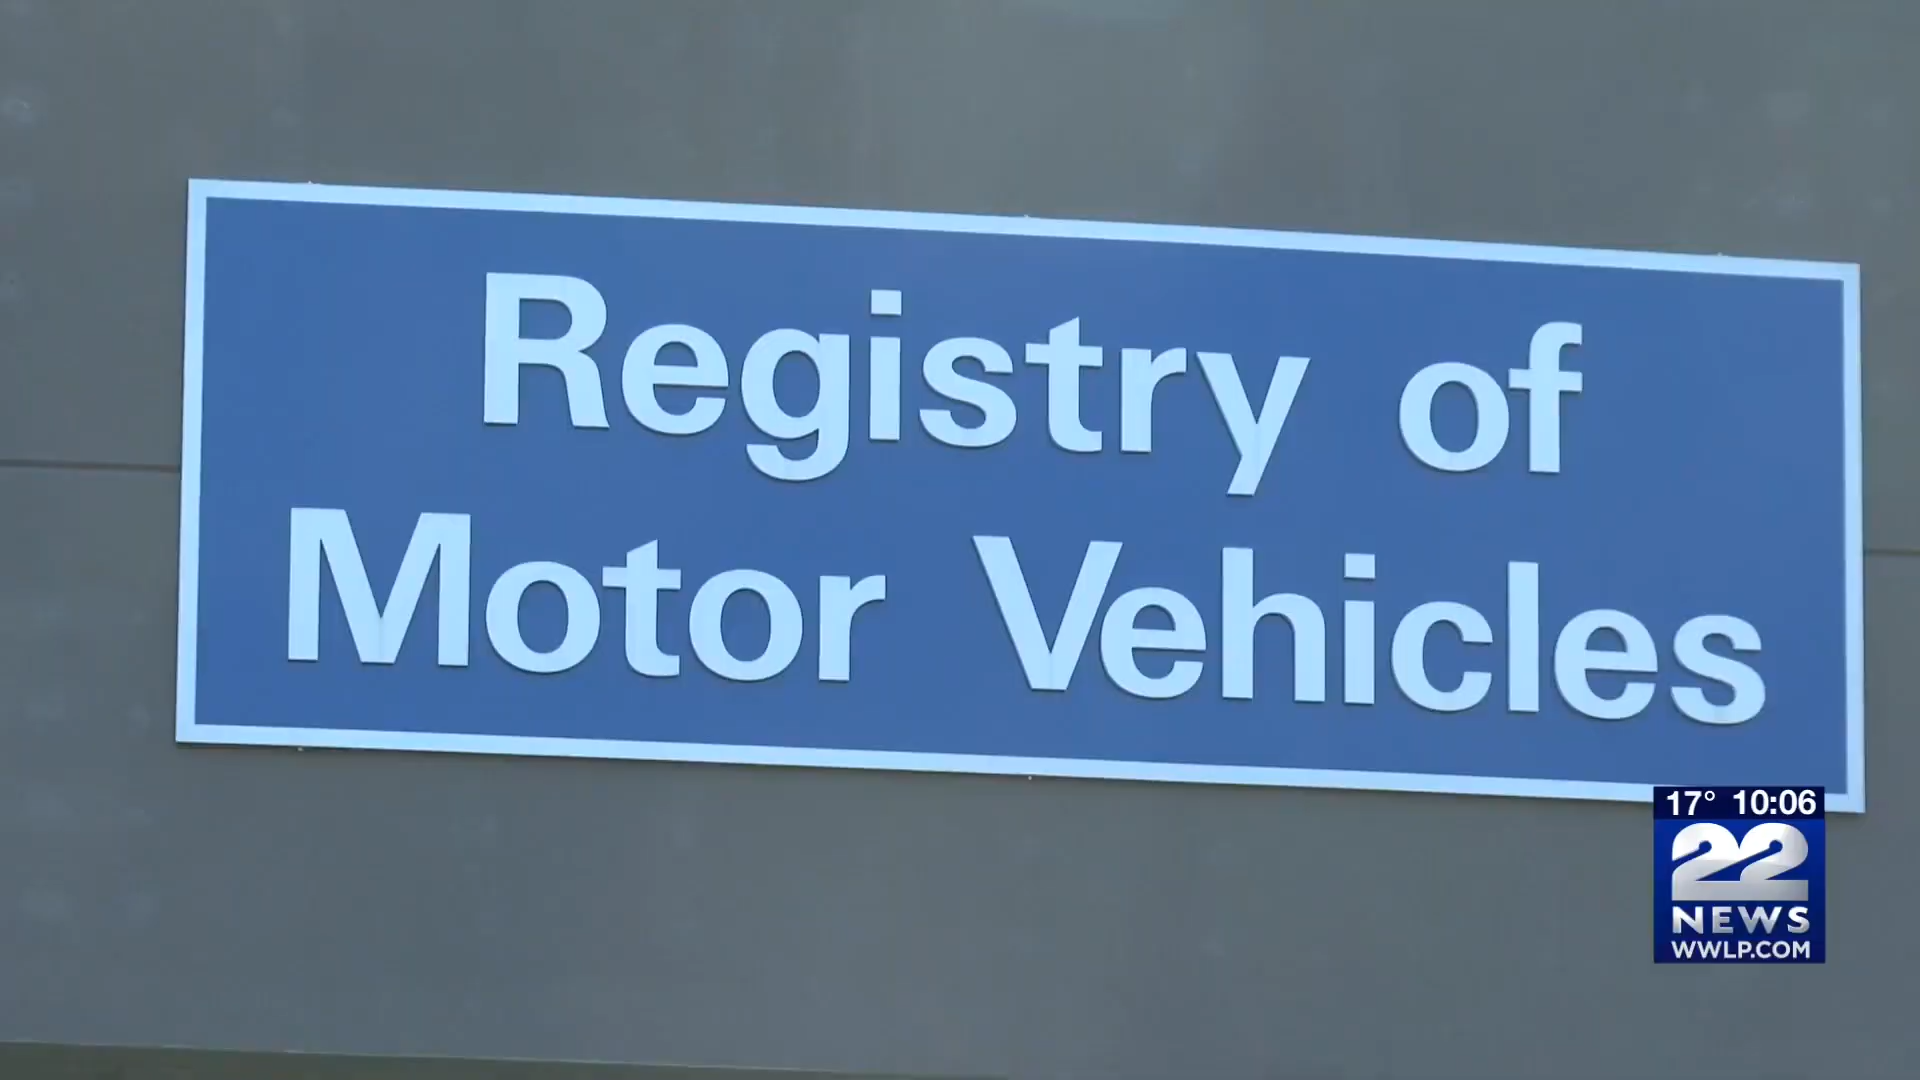 Registry of
Motor Vehicles
17° 10:06
22
NEWS
WWLP.COM